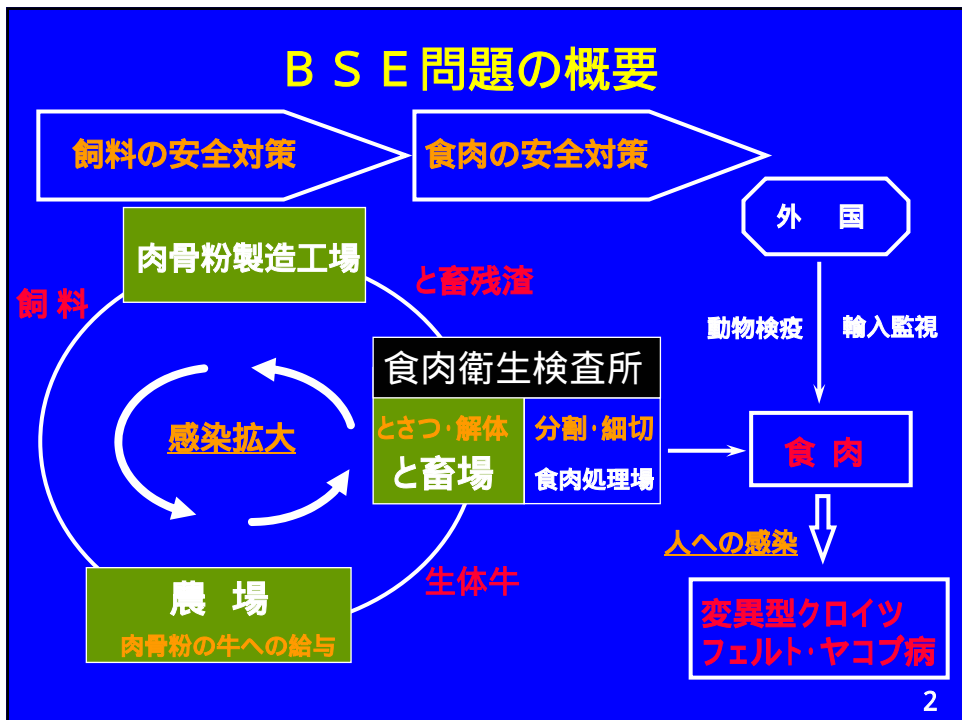 ＢＳＥ問題の概要
飼料の安全対策
食肉の安全対策
外　国
肉骨粉製造工場
と畜残渣
飼 料
動物検疫
輸入監視
食肉衛生検査所
とさつ･解体
と畜場
分割･細切
食肉処理場
感染拡大
食 肉
人への感染
生体牛
農 場
肉骨粉の牛への給与
変異型クロイツ
フェルト･ヤコブ病
2